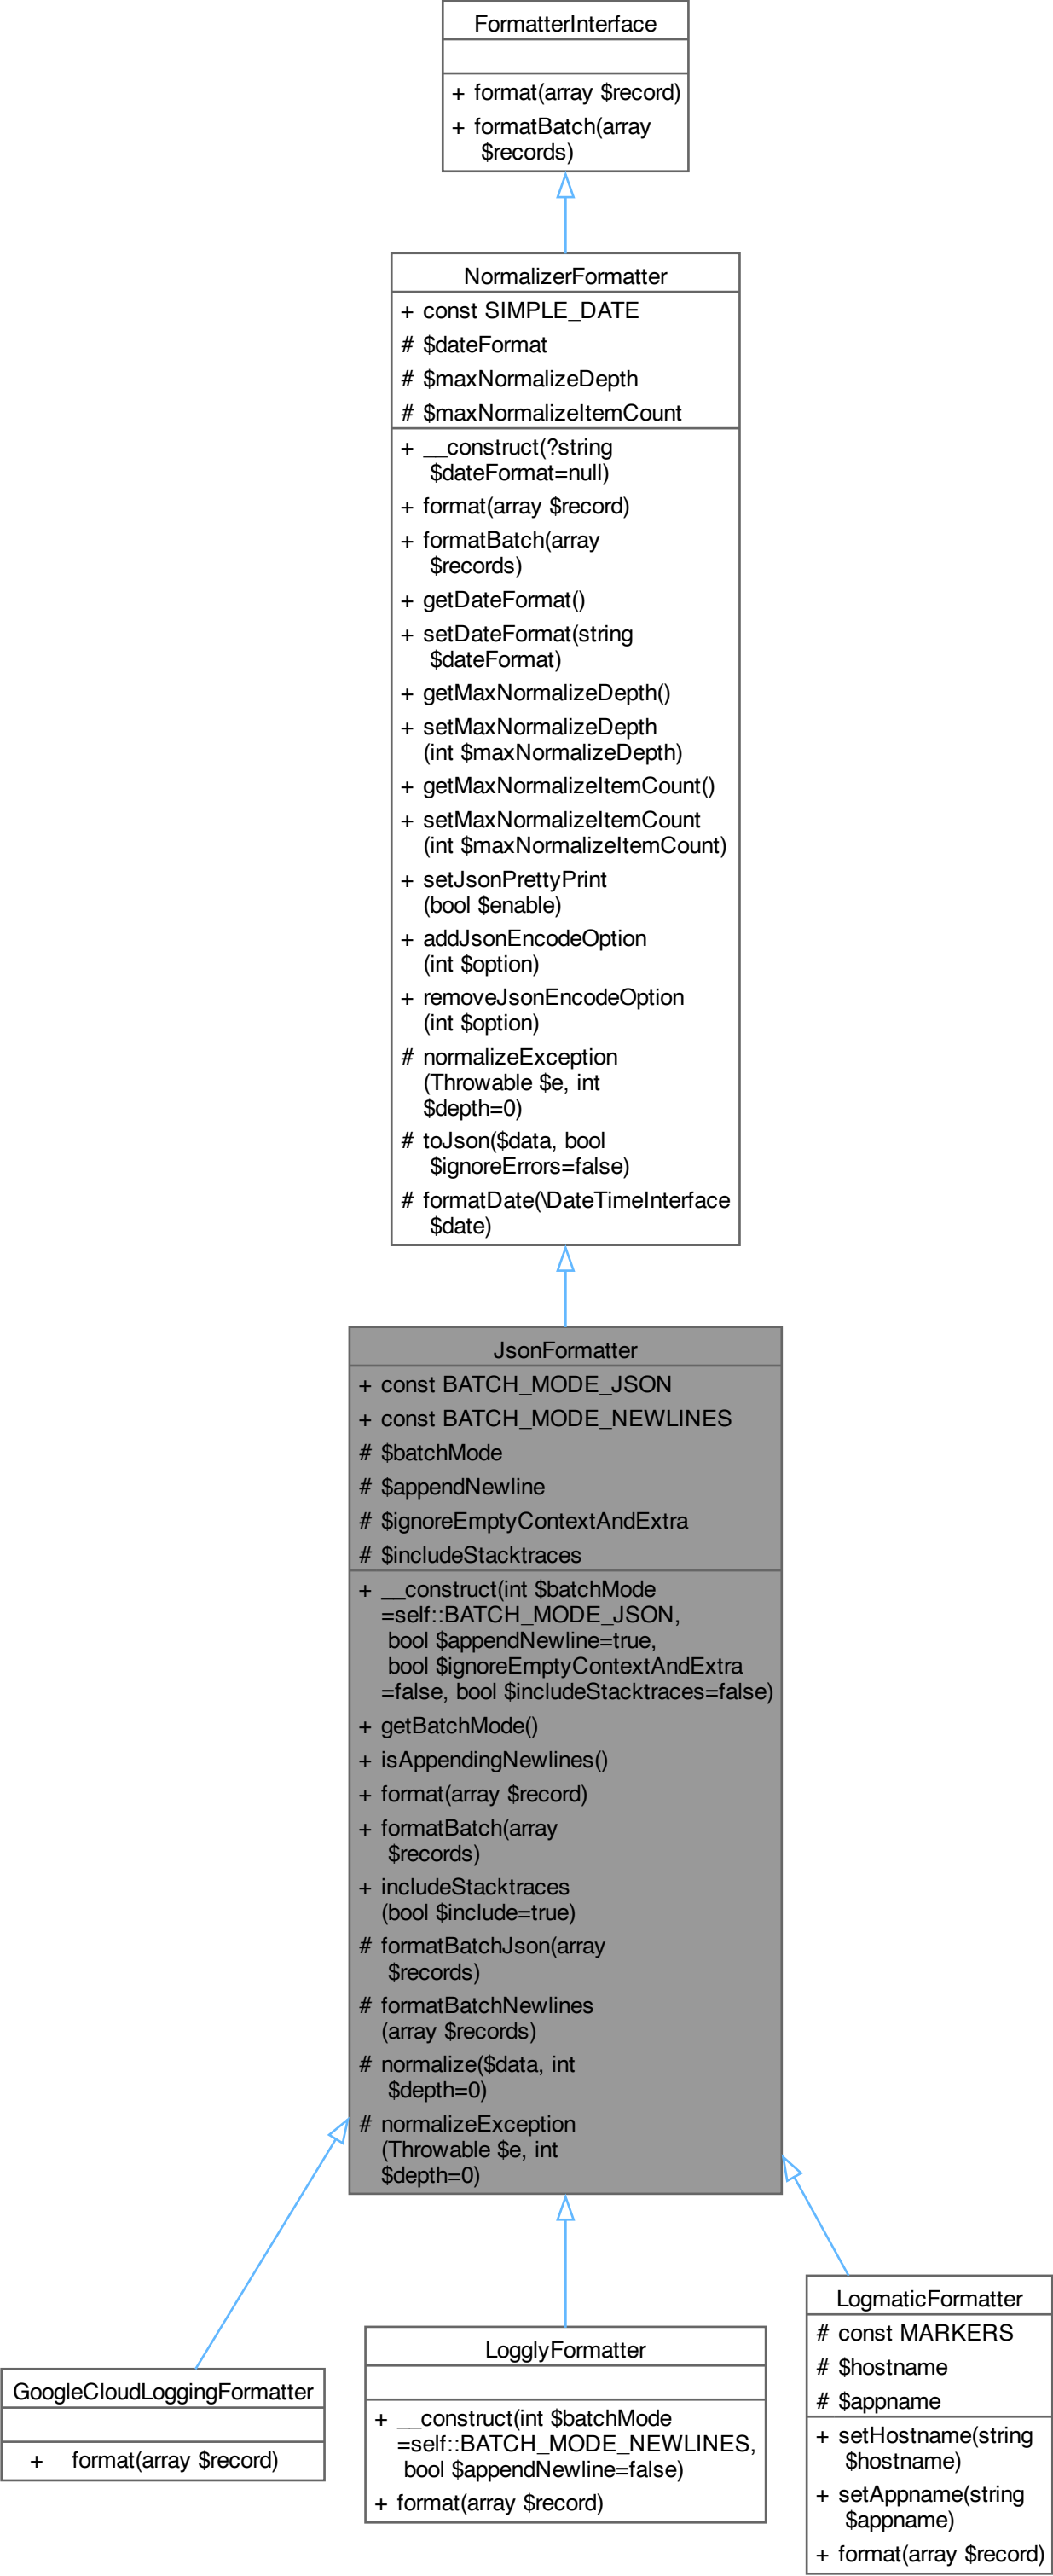 FormatterInterface
+ format(array $record)
+ formatBatch(array
$records)
NormalizerFormatter
+ const SIMPLE_DATE
# $dateFormat
# $maxNormalizeDepth
# $maxNormalizeItemCount
+ __construct(?string
$dateFormat=null)
+ format(array $record)
+ formatBatch(array
$records)
+ getDateFormat()
+ setDateFormat(string
$dateFormat)
+ getMaxNormalizeDepth()
+ setMaxNormalizeDepth
(int $maxNormalizeDepth)
+ getMaxNormalizeItemCount()
+ setMaxNormalizeItemCount
(int $maxNormalizeItemCount)
+ setJsonPrettyPrint
(bool $enable)
+ addJsonEncodeOption
(int $option)
+ removeJsonEncodeOption
(int $option)
# normalizeException
(Throwable $e, int
$depth=0)
# toJson($data, bool
$ignoreErrors=false)
# formatDate(\DateTimeInterface
$date)
JsonFormatter
+ const BATCH_MODE_JSON
+ const BATCH_MODE_NEWLINES
# $batchMode
# $appendNewline
# $ignoreEmptyContextAndExtra
# $includeStacktraces
+ __construct(int $batchMode
=self::BATCH_MODE_JSON,
bool $appendNewline=true,
bool $ignoreEmptyContextAndExtra
=false, bool $includeStacktraces=false)
+ getBatchMode()
+ isAppendingNewlines()
+ format(array $record)
+ formatBatch(array
$records)
+ includeStacktraces
(bool $include=true)
# formatBatchJson(array
$records)
# formatBatchNewlines
(array $records)
# normalize($data, int
$depth=0)
# normalizeException
(Throwable $e, int
$depth=0)
GoogleCloudLoggingFormatter
+ format(array $record)
LogglyFormatter
+ __construct(int $batchMode
=self::BATCH_MODE_NEWLINES,
bool $appendNewline=false)
+ format(array $record)
LogmaticFormatter
# const MARKERS
# $hostname
# $appname
+ setHostname(string
$hostname)
+ setAppname(string
$appname)
+ format(array $record)